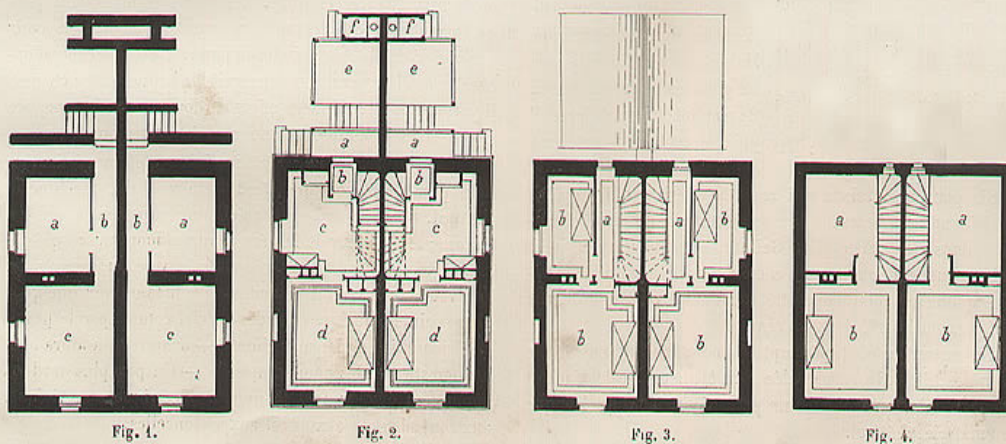 f f
e e
a a
b b
a b b a
c c
c c
d d
b a a b
b b
a a
b b
Fig. 1. Fig. 2. Fig. 3. Fig. 4.